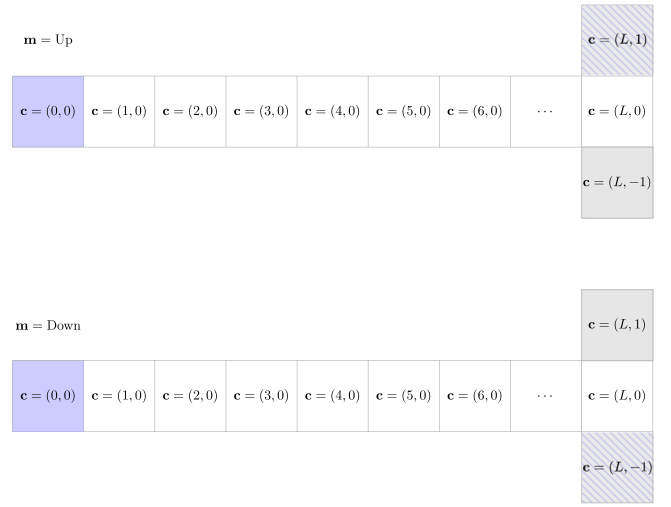 m = Up
c = (L, 1)
c = (0, 0) c = (1, 0) c = (2, 0) c = (3, 0) c = (4, 0) c = (5, 0) c = (6, 0) ··· c = (L, 0)
c = (L, −1)
m = Down
c = (L, 1)
c = (0, 0) c = (1, 0) c = (2, 0) c = (3, 0) c = (4, 0) c = (5, 0) c = (6, 0) ··· c = (L, 0)
c = (L, −1)